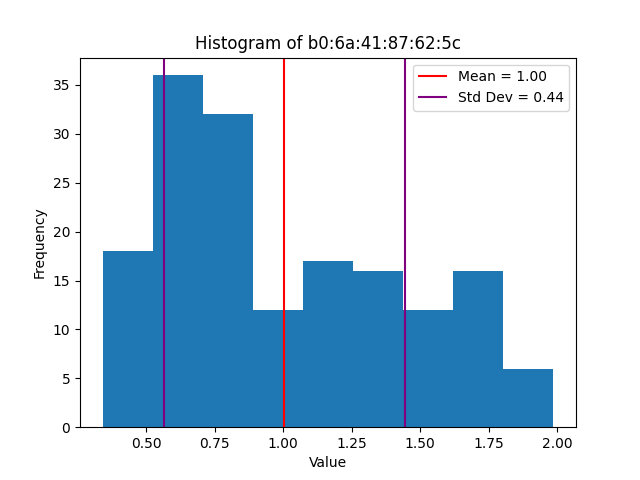 Histogram of b0:6a:41:87:62:5c
Mean = 1.00
Std Dev = 0.44
Frequency
35
30
25
20
15
10
5
0
0.50 0.75 1.00 1.25 1.50 1.75 2.00
Value